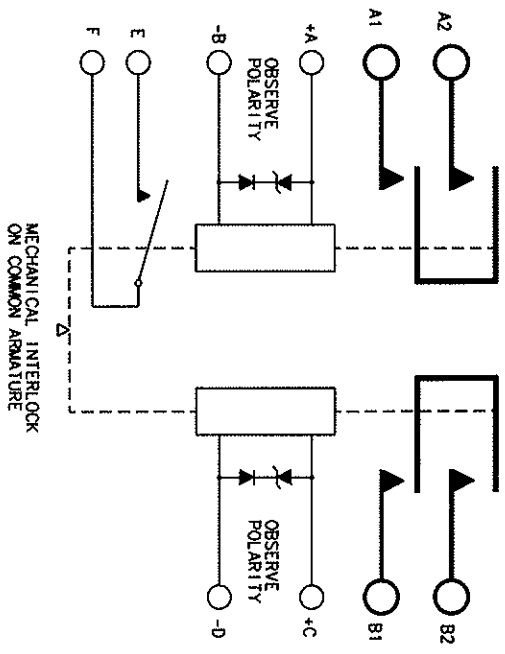 A2
A1
+A
OBSERVE
POLARITY
-B
E
F
MECHANICAL INTERLOCK
ON COMMON ARMATURE
B2
B1
+C
OBSERVE
POLARITY
-D